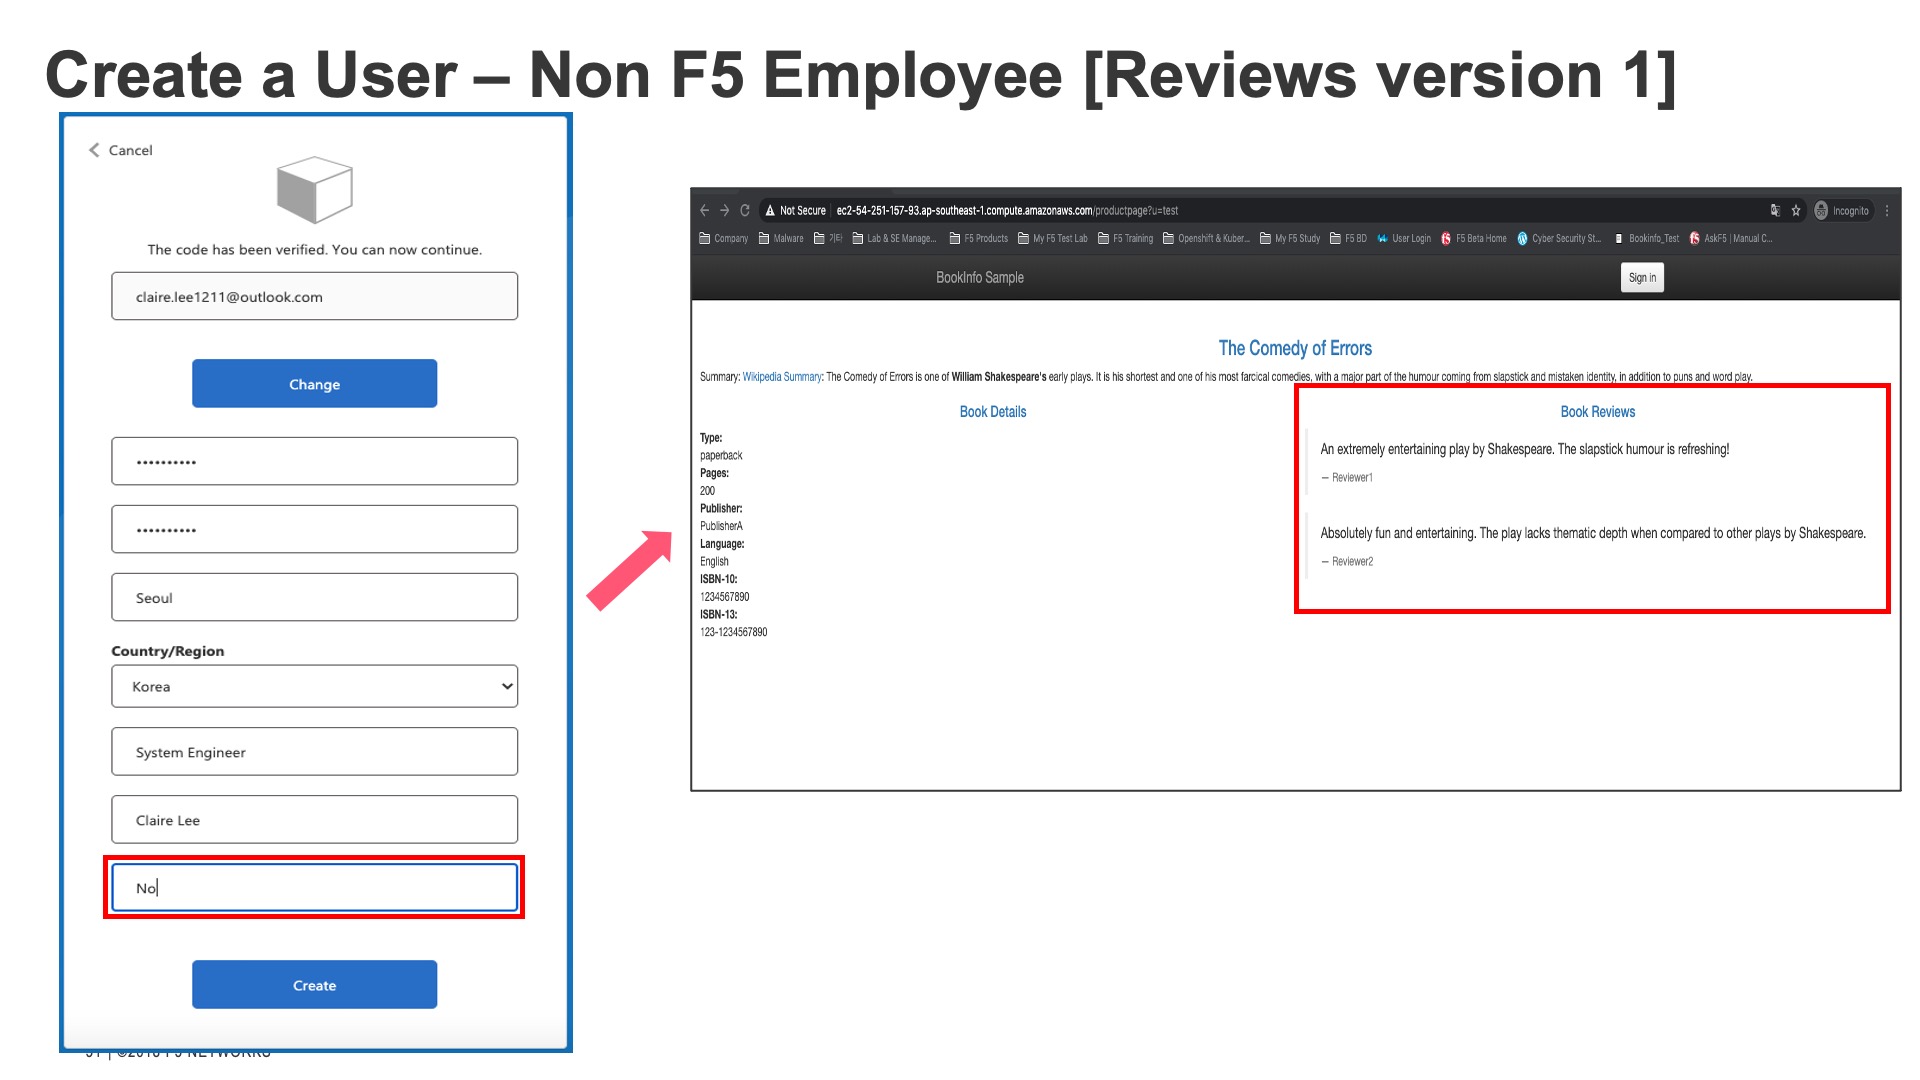 Create a User – Non F5 Employee [Reviews version 1]
Cancel
The code has been verified. You can now continue.
claire.lee1211@outlook.com
Change
••••••••••
••••••••••
Seoul
Country/Region
Korea
System Engineer
Claire Lee
No
Create
Not Secure ec2-54-251-157-93.ap-southeast-1.compute.amazonaws.com/productpage?u=test Incognito
Company Malware 기타 Lab & SE Manage... F5 Products My F5 Test Lab F5 Training Openshift & Kuber... My F5 Study F5 BD User Login F5 Beta Home Cyber Security St... Bookinfo_Test AskF5 | Manual C...
BookInfo Sample Sign in
The Comedy of Errors
Summary: Wikipedia Summary: The Comedy of Errors is one of William Shakespeare's early plays. It is his shortest and one of his most farcical comedies, with a major part of the humour coming from slapstick and mistaken identity, in addition to puns and word play.
Book Details
Type:
paperback
Pages:
200
Publisher:
PublisherA
Language:
English
ISBN-10:
1234567890
ISBN-13:
123-1234567890
Book Reviews
An extremely entertaining play by Shakespeare. The slapstick humour is refreshing!
— Reviewer1
Absolutely fun and entertaining. The play lacks thematic depth when compared to other plays by Shakespeare.
— Reviewer2